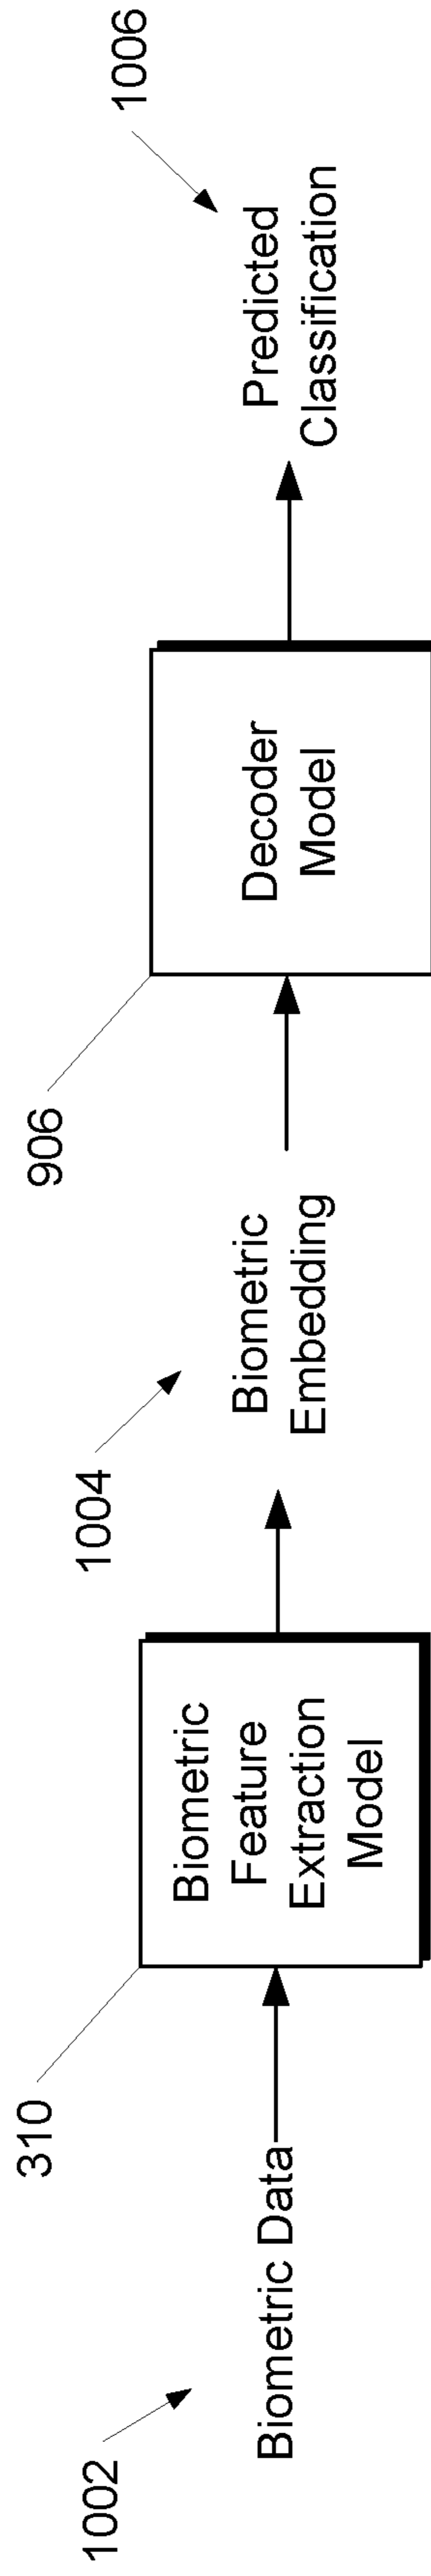 1002
Biometric Data
310
Biometric
Feature
Extraction
Model
1004
Biometric
Embedding
906
Decoder
Model
1006
Predicted
Classification